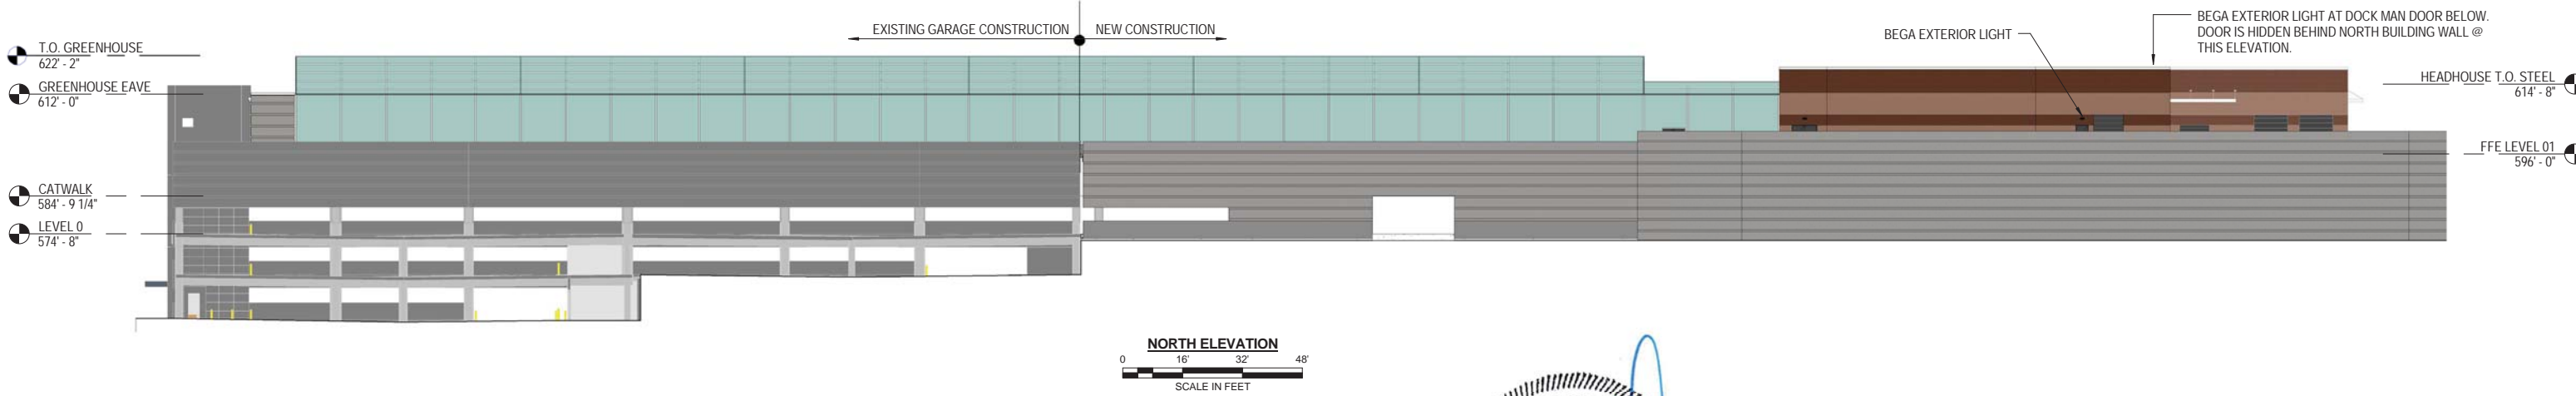 EXISTING GARAGE CONSTRUCTION
NEW CONSTRUCTION
BEGA EXTERIOR LIGHT
BEGA EXTERIOR LIGHT AT DOCK MAN DOOR BELOW.
DOOR IS HIDDEN BEHIND NORTH BUILDING WALL @
THIS ELEVATION.
T.O. GREENHOUSE
622' - 2"
GREENHOUSE EAVE
612' - 0"
HEADHOUSE T.O. STEEL
614' - 8"
FFE LEVEL 01
596' - 0"
CATWALK
584' - 9 1/4"
LEVEL 0
574' - 8"
NORTH ELEVATION
0 16' 32' 48'
SCALE IN FEET